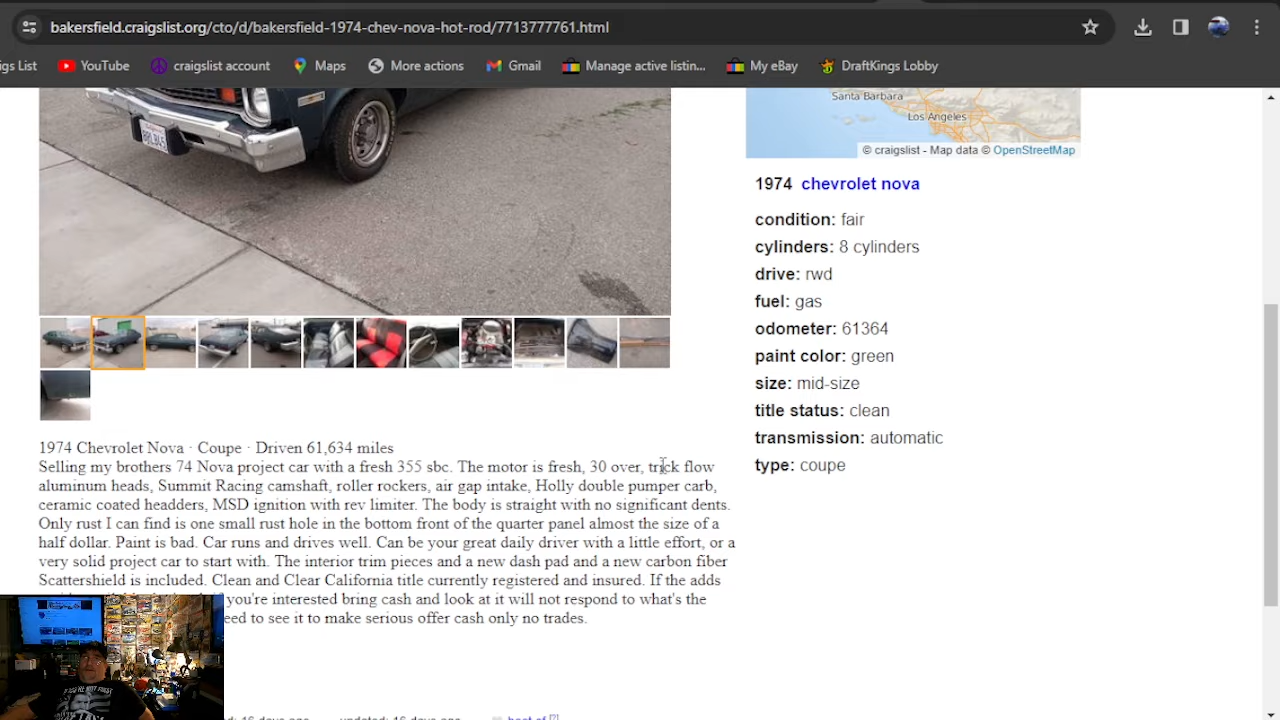 bakersfield.craigslist.org/cto/d/bakersfield-1974-chev-nova-hot-rod/7713777761.html
igs List YouTube craigslist account Maps More actions Gmail Manage active listin... My eBay DraftKings Lobby
Santa Barbara
Los Angeles
© craigslist - Map data © OpenStreetMap
1974 chevrolet nova
condition: fair
cylinders: 8 cylinders
drive: rwd
fuel: gas
odometer: 61364
paint color: green
size: mid-size
title status: clean
transmission: automatic
type: coupe
1974 Chevrolet Nova · Coupe · Driven 61,634 miles
Selling my brothers 74 Nova project car with a fresh 355 sbc. The motor is fresh, 30 over, trick flow
aluminum heads, Summit Racing camshaft, roller rockers, air gap intake, Holly double pumper carb,
ceramic coated headders, MSD ignition with rev limiter. The body is straight with no significant dents.
Only rust I can find is one small rust hole in the bottom front of the quarter panel almost the size of a
half dollar. Paint is bad. Car runs and drives well. Can be your great daily driver with a little effort, or a
very solid project car to start with. The interior trim pieces and a new dash pad and a new carbon fiber
Scattershield is included. Clean and Clear California title currently registered and insured. If the adds
you're interested bring cash and look at it will not respond to what's the
eed to see it to make serious offer cash only no trades.
d: 16 days ago updated: 16 days ago best of [?]